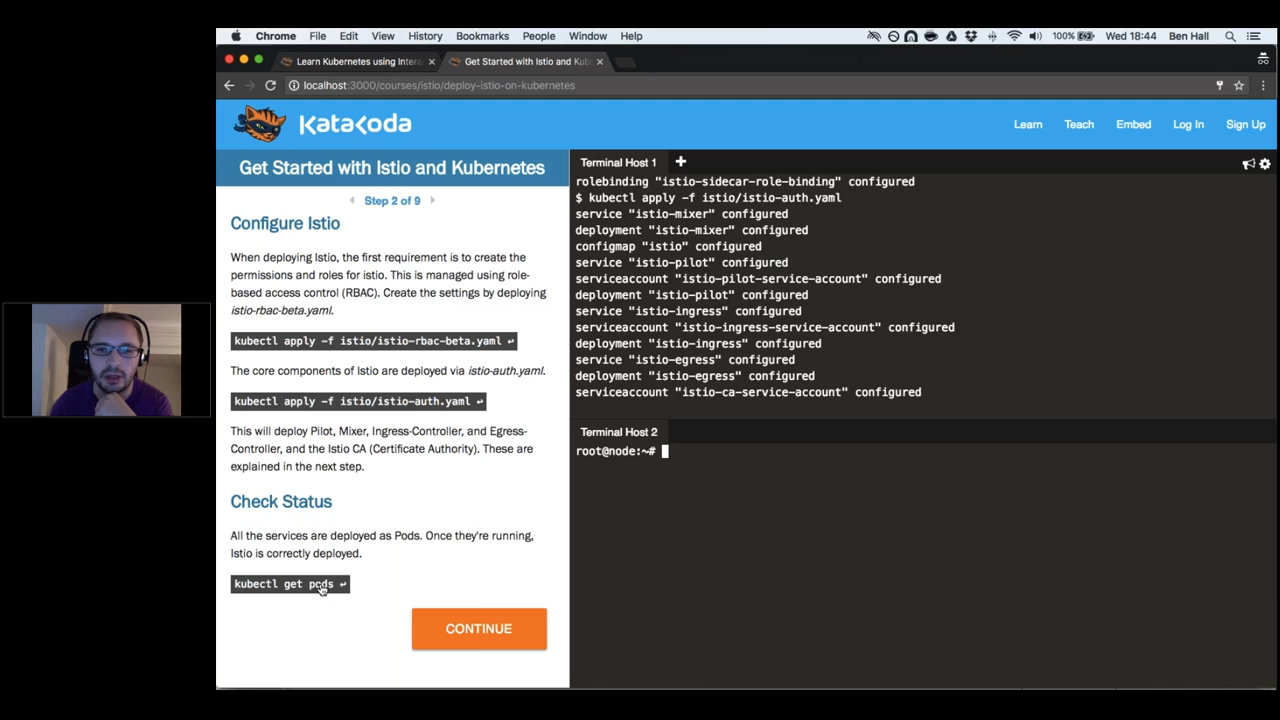 Chrome File Edit View History Bookmarks People Window Help 100% Wed 18:44 Ben Hall
Learn Kubernetes using Intera
Get Started with Istio and Kube
localhost:3000/courses/istio/deploy-istio-on-kubernetes
Katacoda
Learn Teach Embed Log In Sign Up
Get Started with Istio and Kubernetes
Step 2 of 9
Configure Istio
When deploying Istio, the first requirement is to create the
permissions and roles for istio. This is managed using role-
based access control (RBAC). Create the settings by deploying
istio-rbac-beta.yaml.
kubectl apply -f istio/istio-rbac-beta.yaml ↵
The core components of Istio are deployed via istio-auth.yaml.
kubectl apply -f istio/istio-auth.yaml ↵
This will deploy Pilot, Mixer, Ingress-Controller, and Egress-
Controller, and the Istio CA (Certificate Authority). These are
explained in the next step.
Check Status
All the services are deployed as Pods. Once they're running,
Istio is correctly deployed.
kubectl get pods ↵
CONTINUE
Terminal Host 1 +
rolebinding "istio-sidecar-role-binding" configured
$ kubectl apply -f istio/istio-auth.yaml
service "istio-mixer" configured
deployment "istio-mixer" configured
configmap "istio" configured
service "istio-pilot" configured
serviceaccount "istio-pilot-service-account" configured
deployment "istio-pilot" configured
service "istio-ingress" configured
serviceaccount "istio-ingress-service-account" configured
deployment "istio-ingress" configured
service "istio-egress" configured
deployment "istio-egress" configured
serviceaccount "istio-ca-service-account" configured
Terminal Host 2
root@node:~#